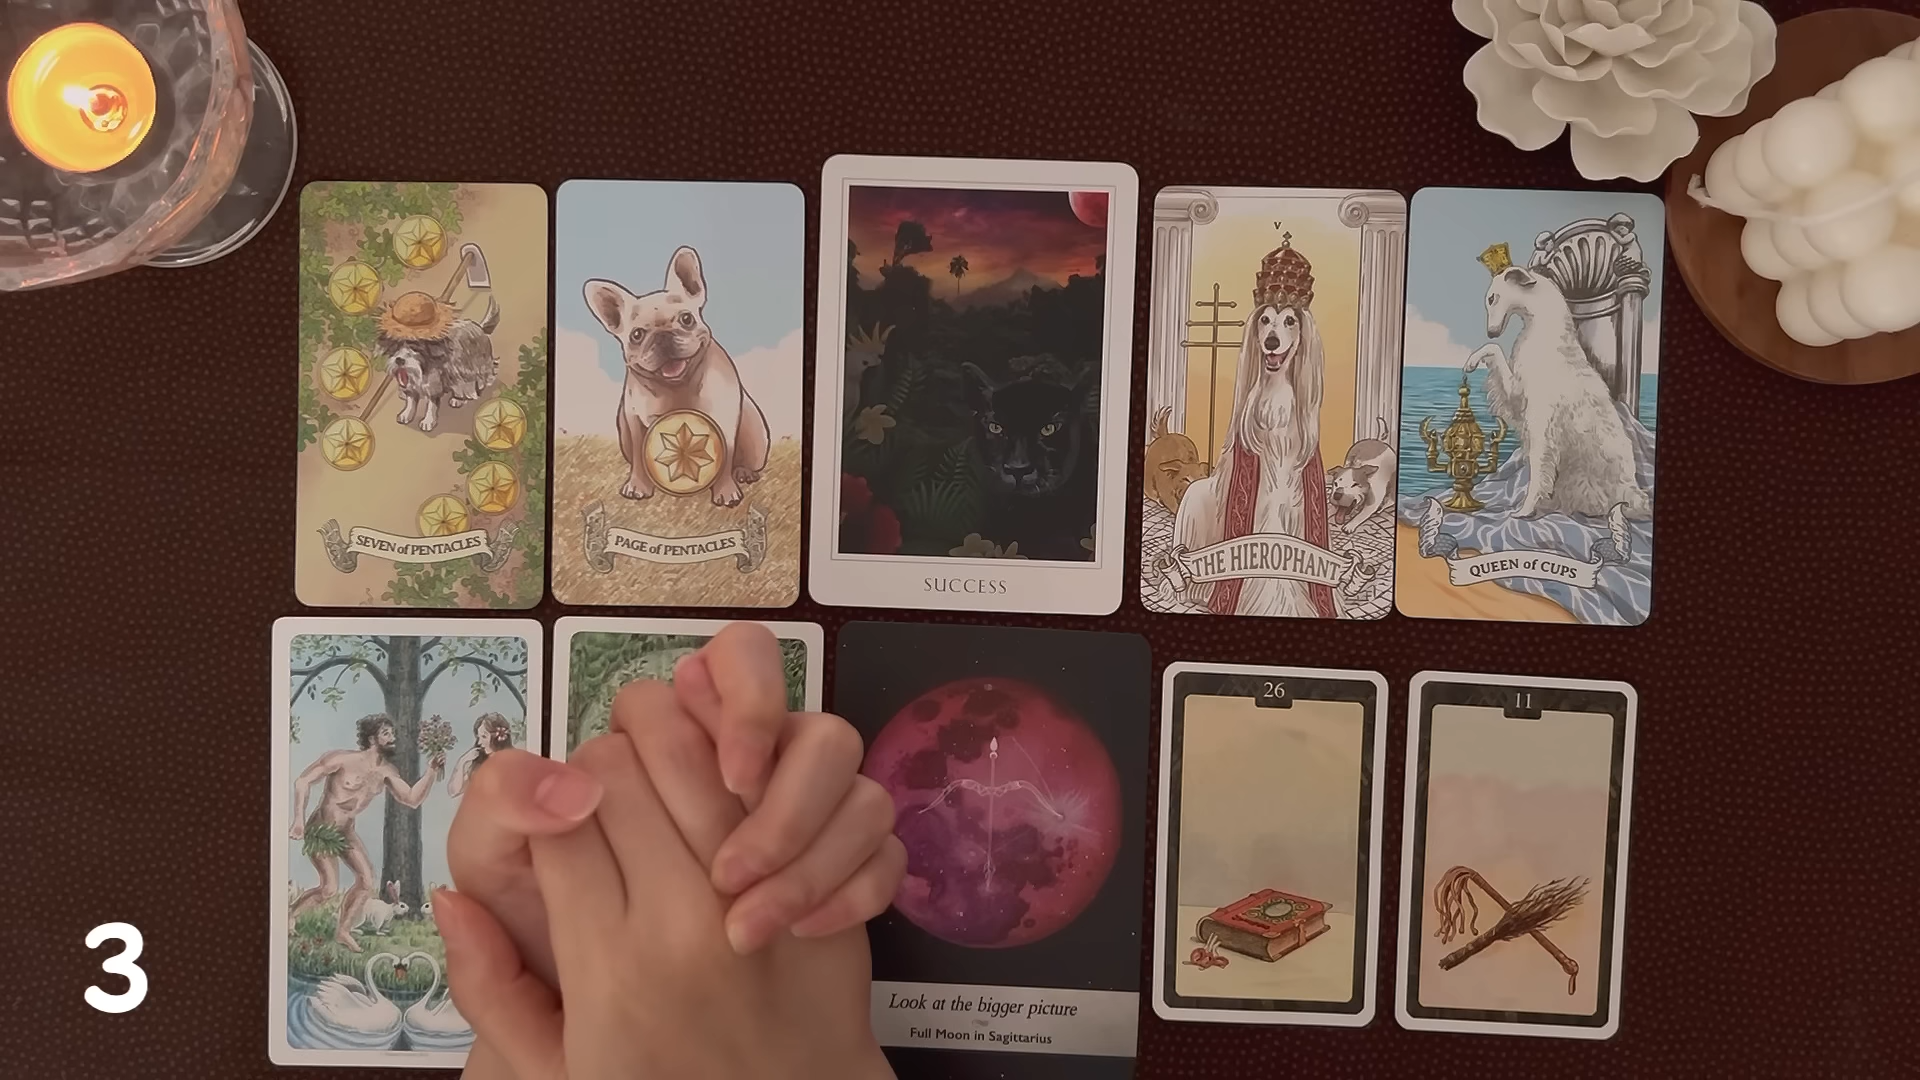 SEVEN of PENTACLES
PAGE of PENTACLES
SUCCESS
V
THE HIEROPHANT
QUEEN of CUPS
26
11
Look at the bigger picture
Full Moon in Sagittarius
3